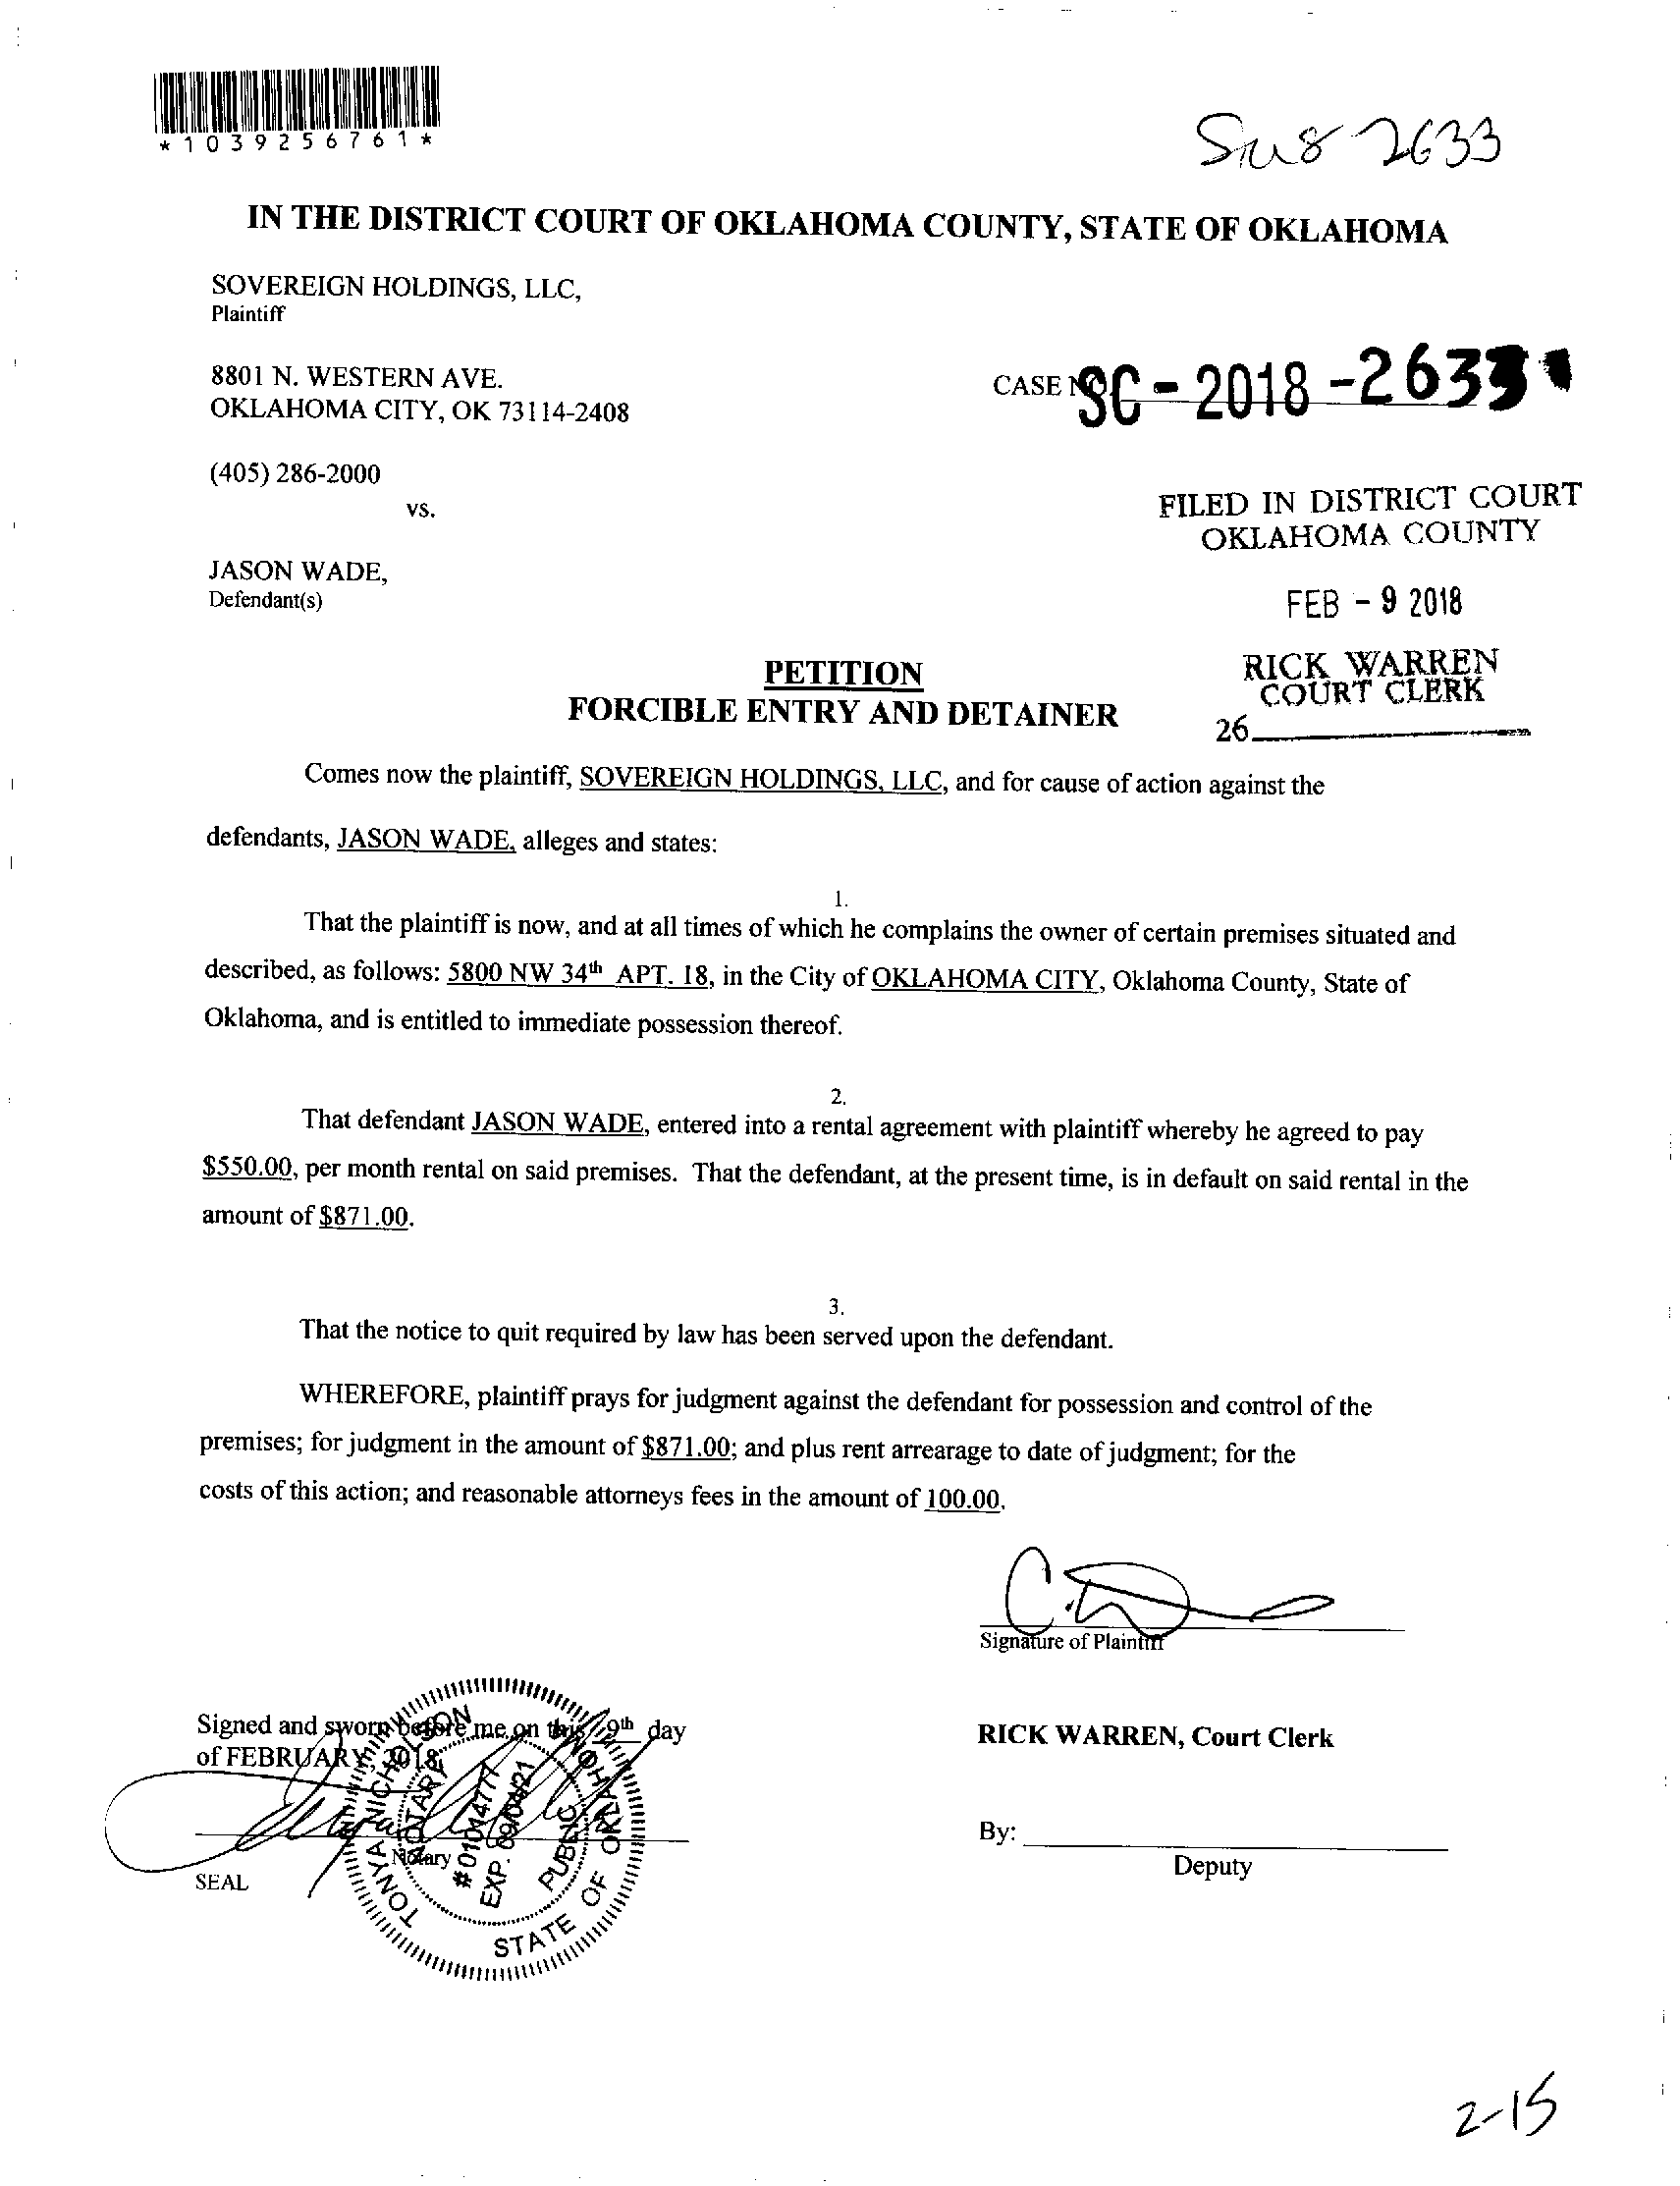 *1039256761*
2633
IN THE DISTRICT COURT OF OKLAHOMA COUNTY, STATE OF OKLAHOMA
SOVEREIGN HOLDINGS, LLC,
Plaintiff
8801 N. WESTERN AVE.
OKLAHOMA CITY, OK 73114-2408
CASE NO. SC - 2018 - 2633
(405) 286-2000
vs.
FILED IN DISTRICT COURT
OKLAHOMA COUNTY
JASON WADE,
Defendant(s)
FEB - 9 2018
RICK WARREN
COURT CLERK
26
PETITION
FORCIBLE ENTRY AND DETAINER
Comes now the plaintiff, SOVEREIGN HOLDINGS, LLC, and for cause of action against the
defendants, JASON WADE, alleges and states:
1.
That the plaintiff is now, and at all times of which he complains the owner of certain premises situated and
described, as follows: 5800 NW 34th APT. 18, in the City of OKLAHOMA CITY, Oklahoma County, State of
Oklahoma, and is entitled to immediate possession thereof.
2.
That defendant JASON WADE, entered into a rental agreement with plaintiff whereby he agreed to pay
$550.00, per month rental on said premises. That the defendant, at the present time, is in default on said rental in the
amount of $871.00.
3.
That the notice to quit required by law has been served upon the defendant.
WHEREFORE, plaintiff prays for judgment against the defendant for possession and control of the
premises; for judgment in the amount of $871.00; and plus rent arrearage to date of judgment; for the
costs of this action; and reasonable attorneys fees in the amount of 100.00.
Signature of Plaintiff
Signed and sworn before me on this 9th day
of FEBRUARY, 2018.
Notary
SEAL
TONYA NICHOLSON
NOTARY PUBLIC
# 01014777
EXP. 09/04/21
STATE OF OKLAHOMA
RICK WARREN, Court Clerk
By:
Deputy
2-15